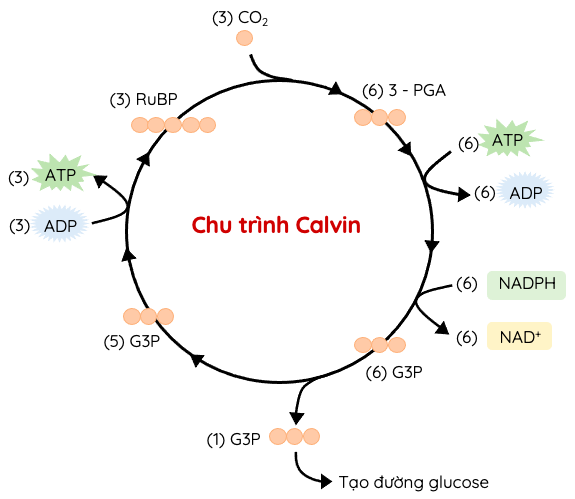 (3) CO₂
(3) RuBP
(6) 3 - PGA
(6) ATP
(6) ADP
(3) ATP
(3) ADP
Chu trình Calvin
(6) NADPH
(6) NAD⁺
(5) G3P
(6) G3P
(1) G3P
Tạo đường glucose